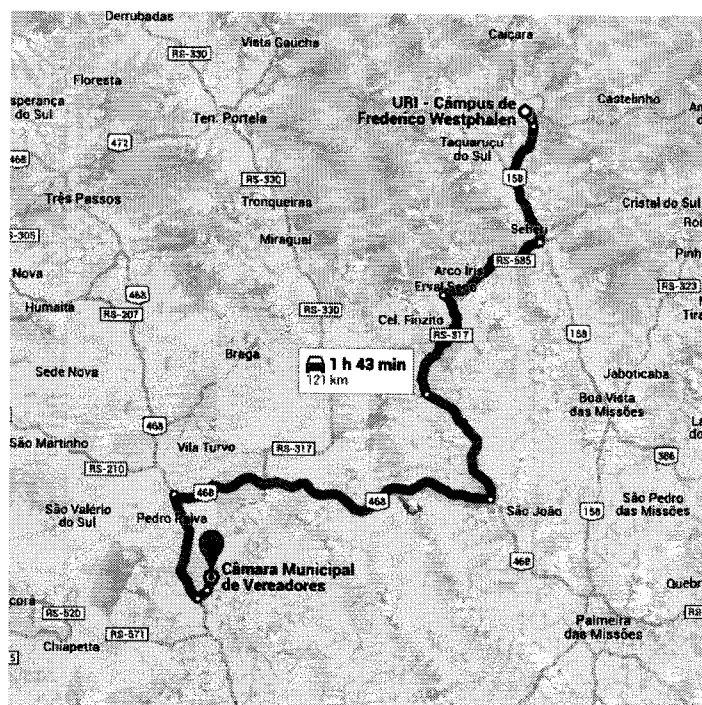 Derrubadas
RS-330
Vista Gaucha
Caiçara
Floresta
URI - Câmpus de
Frederico Westphalen
Castelinho
sperança
do Sul
Ten. Portela
Taquaruçu
do Sul
472
468
RS-330
158
Três Passos
Tronqueiras
Cristal do Sul
Seberi
RS-305
Miraguaí
RS-585
Arco Iris
Erval Seco
Nova
468
RS-323
Humaitá
RS-207
RS-330
Cel. Finzito
RS-317
158
Braga
1 h 43 min
121 km
Sede Nova
Jaboticaba
Boa Vista
das Missões
468
São Martinho
Vila Turvo
RS-317
386
RS-210
468
468
São João
São Pedro
das Missões
São Valério
do Sul
Pedro Paiva
158
468
Câmara Municipal
de Vereadores
RS-520
RS-571
Chiapetta
Palmeira
das Missões